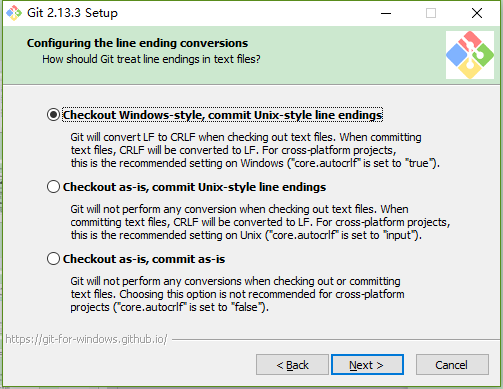 Git 2.13.3 Setup
Configuring the line ending conversions
How should Git treat line endings in text files?
Checkout Windows-style, commit Unix-style line endings
Git will convert LF to CRLF when checking out text files. When committing
text files, CRLF will be converted to LF. For cross-platform projects,
this is the recommended setting on Windows ("core.autocrlf" is set to "true").
Checkout as-is, commit Unix-style line endings
Git will not perform any conversion when checking out text files. When
committing text files, CRLF will be converted to LF. For cross-platform projects,
this is the recommended setting on Unix ("core.autocrlf" is set to "input").
Checkout as-is, commit as-is
Git will not perform any conversions when checking out or committing
text files. Choosing this option is not recommended for cross-platform
projects ("core.autocrlf" is set to "false").
https://git-for-windows.github.io/
< Back
Next >
Cancel